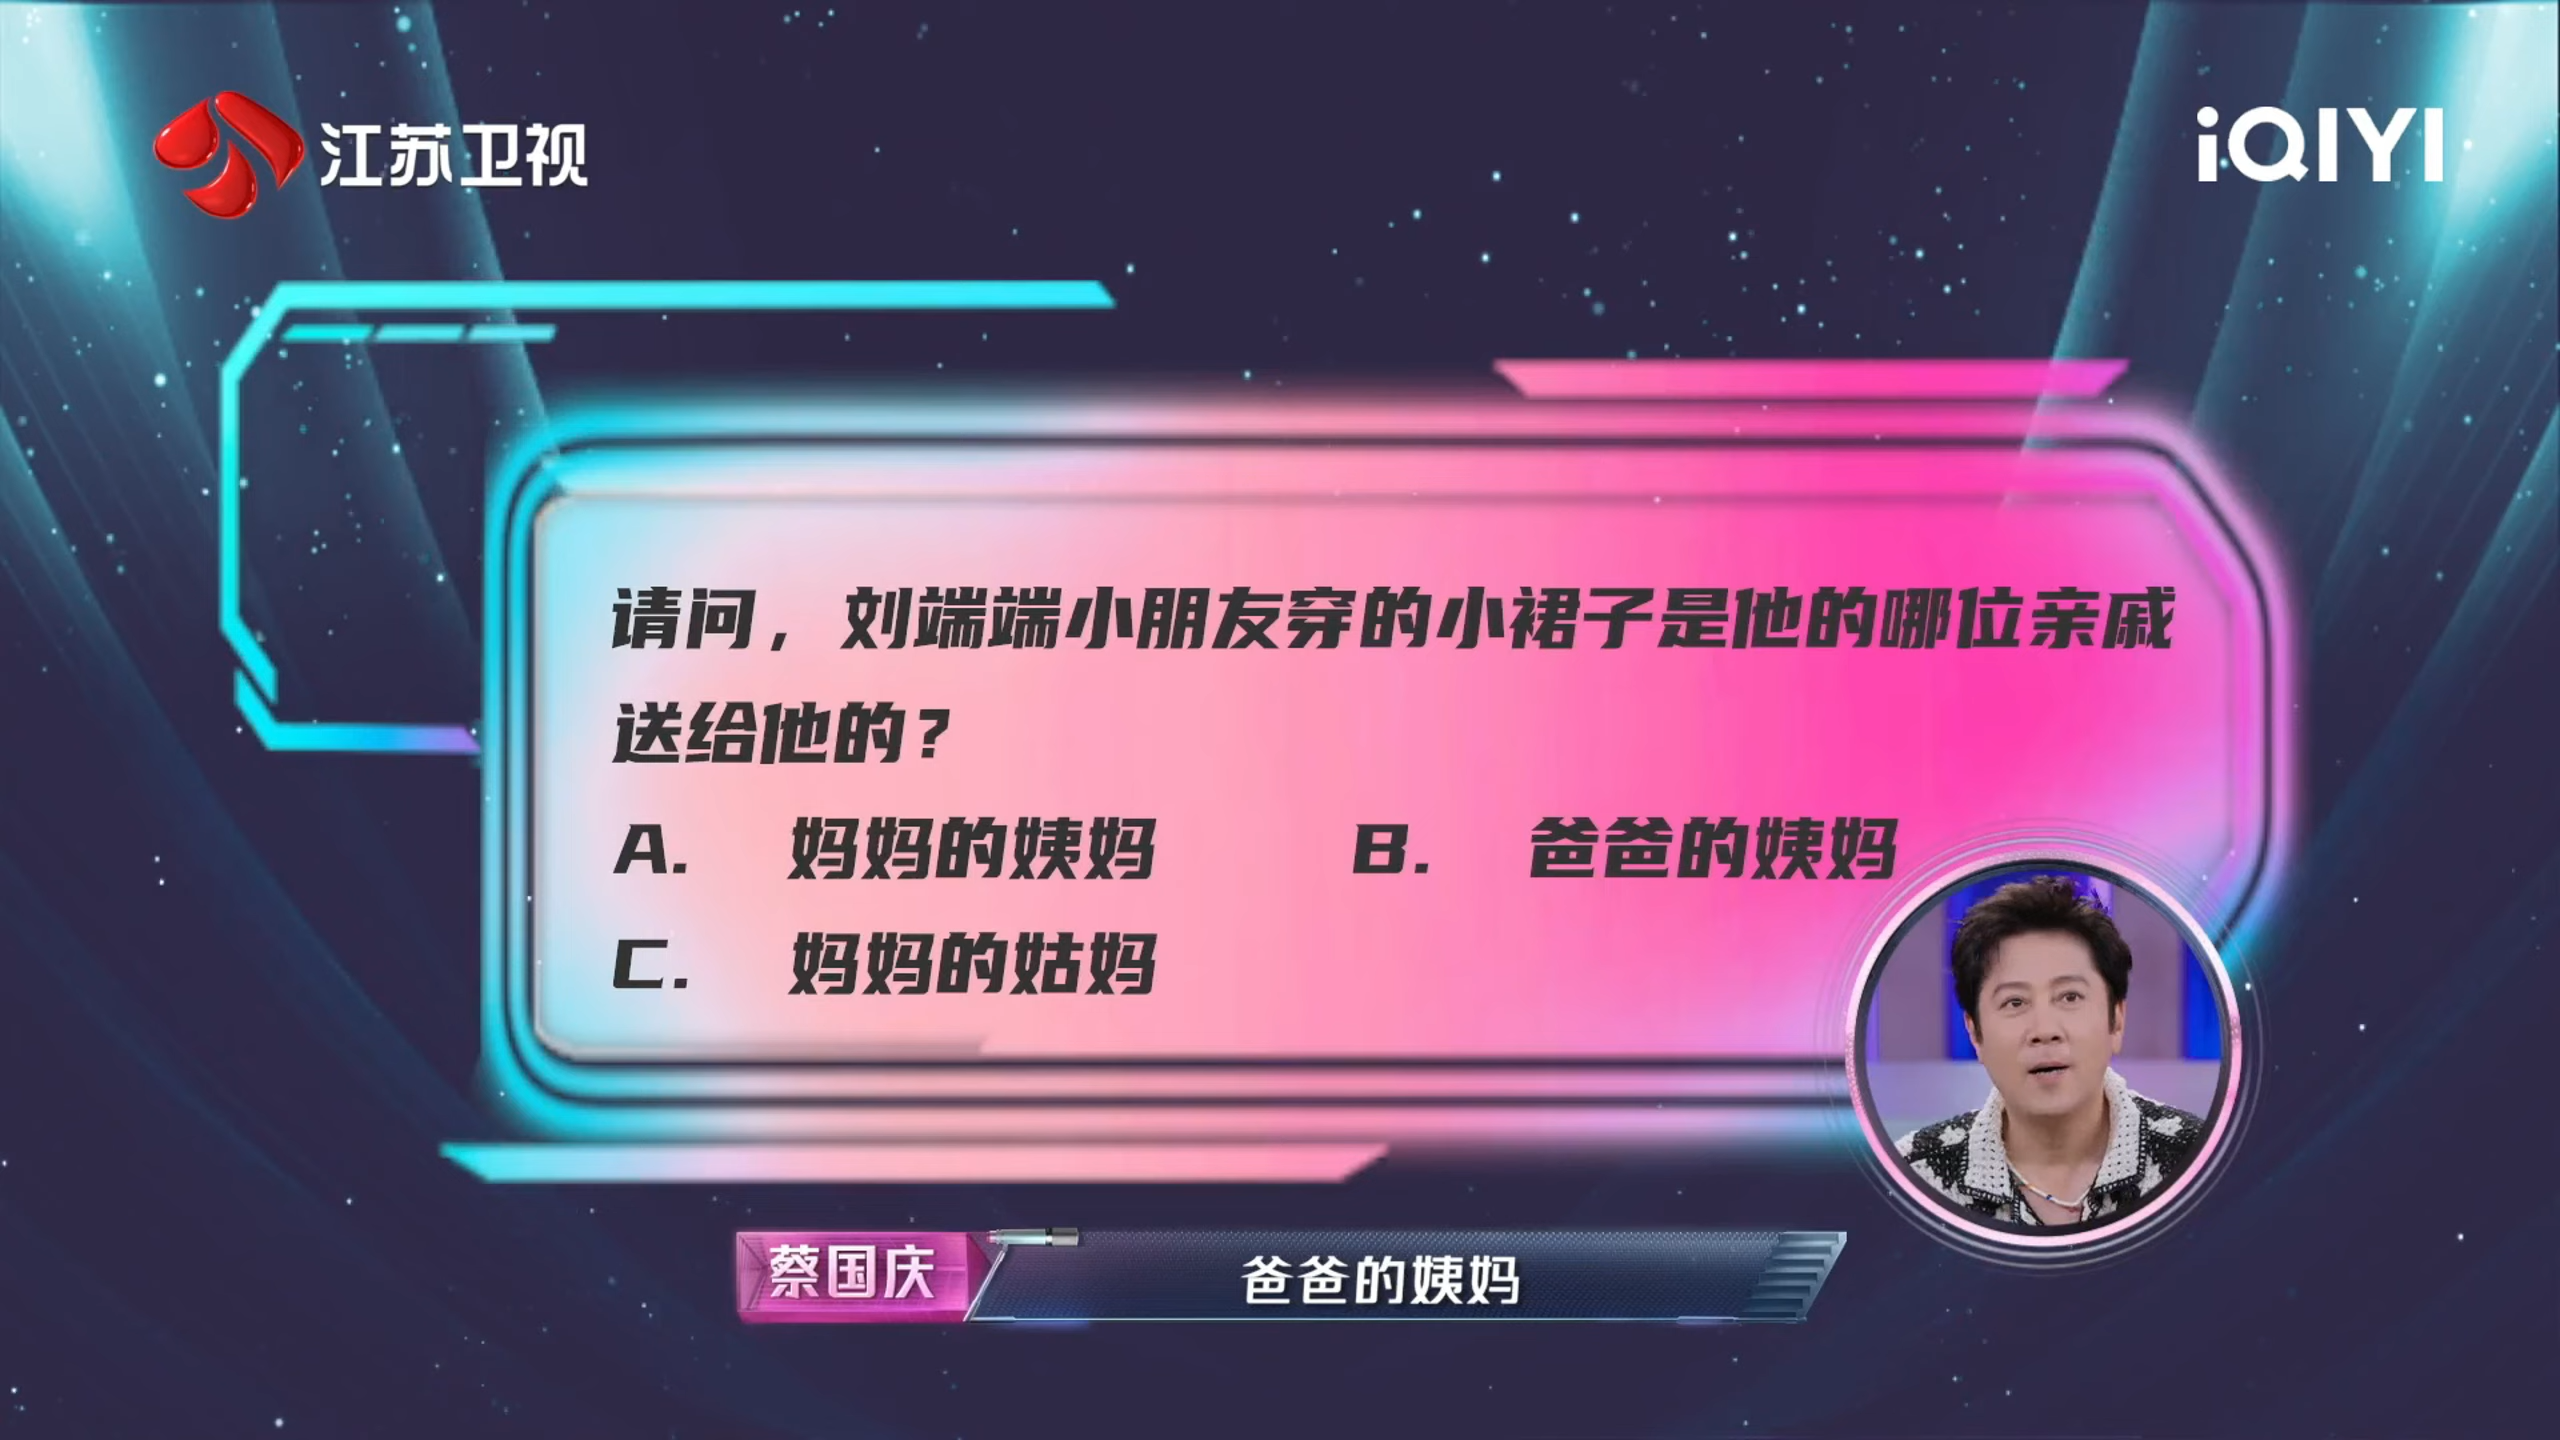 江苏卫视
iQIYI
请问，刘端端小朋友穿的小裙子是他的哪位亲戚
送给他的？
A. 妈妈的姨妈 B. 爸爸的姨妈
C. 妈妈的姑妈
蔡国庆 爸爸的姨妈